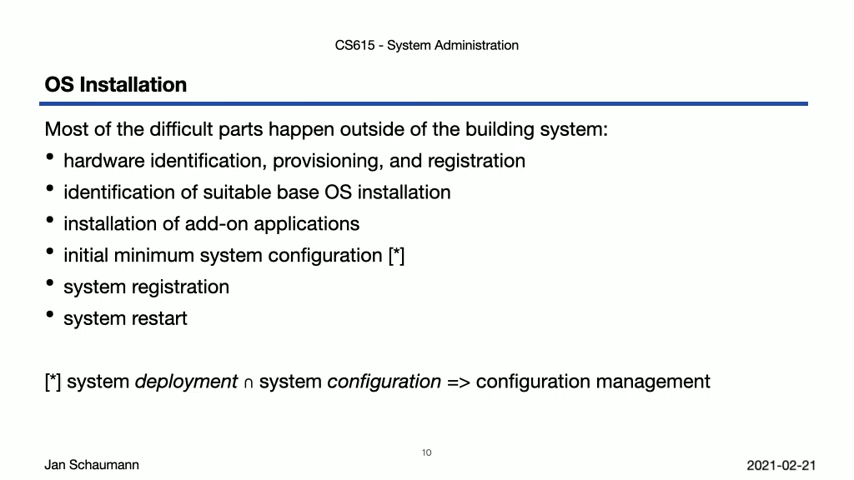 CS615 - System Administration
OS Installation
Most of the difficult parts happen outside of the building system:
• hardware identification, provisioning, and registration
• identification of suitable base OS installation
• installation of add-on applications
• initial minimum system configuration [*]
• system registration
• system restart
[*] system deployment ∩ system configuration => configuration management
10
Jan Schaumann
2021-02-21